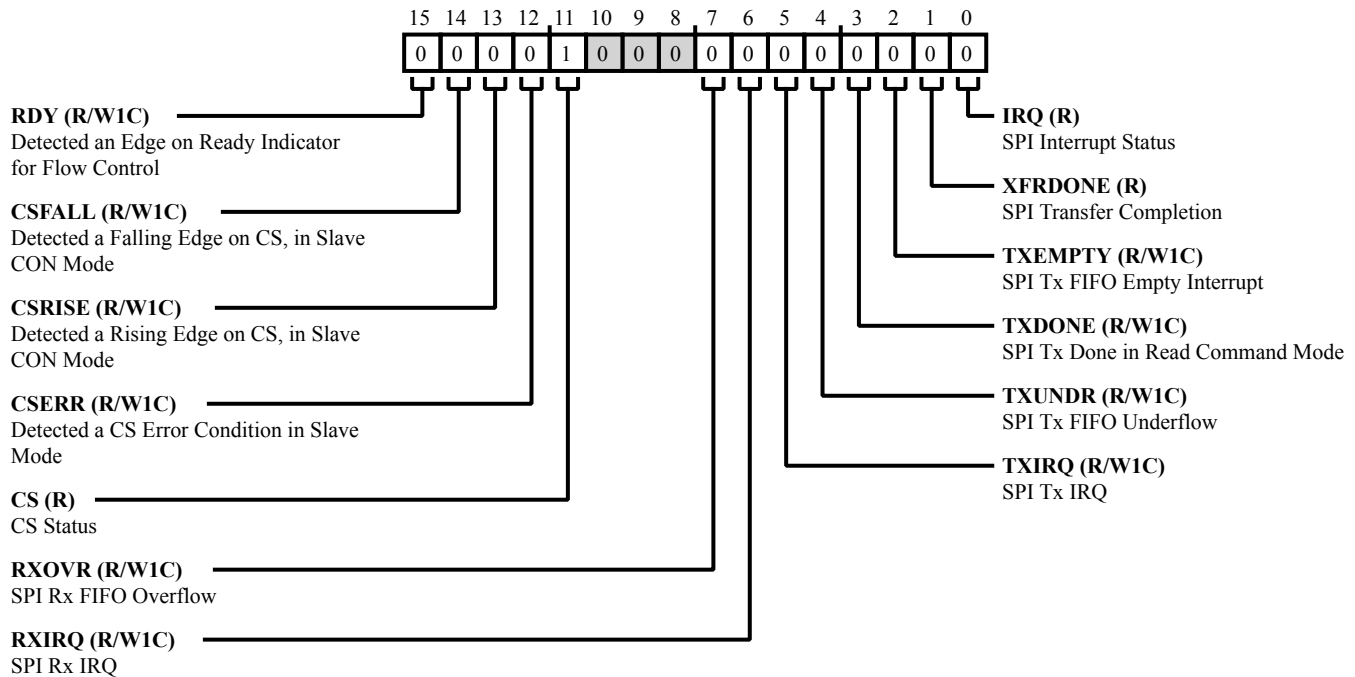 15 14 13 12 11 10 9 8 7 6 5 4 3 2 1 0
0 0 0 0 1 0 0 0 0 0 0 0 0 0 0 0
RDY (R/W1C)
Detected an Edge on Ready Indicator
for Flow Control
CSFALL (R/W1C)
Detected a Falling Edge on CS, in Slave
CON Mode
CSRISE (R/W1C)
Detected a Rising Edge on CS, in Slave
CON Mode
CSERR (R/W1C)
Detected a CS Error Condition in Slave
Mode
CS (R)
CS Status
RXOVR (R/W1C)
SPI Rx FIFO Overflow
RXIRQ (R/W1C)
SPI Rx IRQ
IRQ (R)
SPI Interrupt Status
XFRDONE (R)
SPI Transfer Completion
TXEMPTY (R/W1C)
SPI Tx FIFO Empty Interrupt
TXDONE (R/W1C)
SPI Tx Done in Read Command Mode
TXUNDR (R/W1C)
SPI Tx FIFO Underflow
TXIRQ (R/W1C)
SPI Tx IRQ